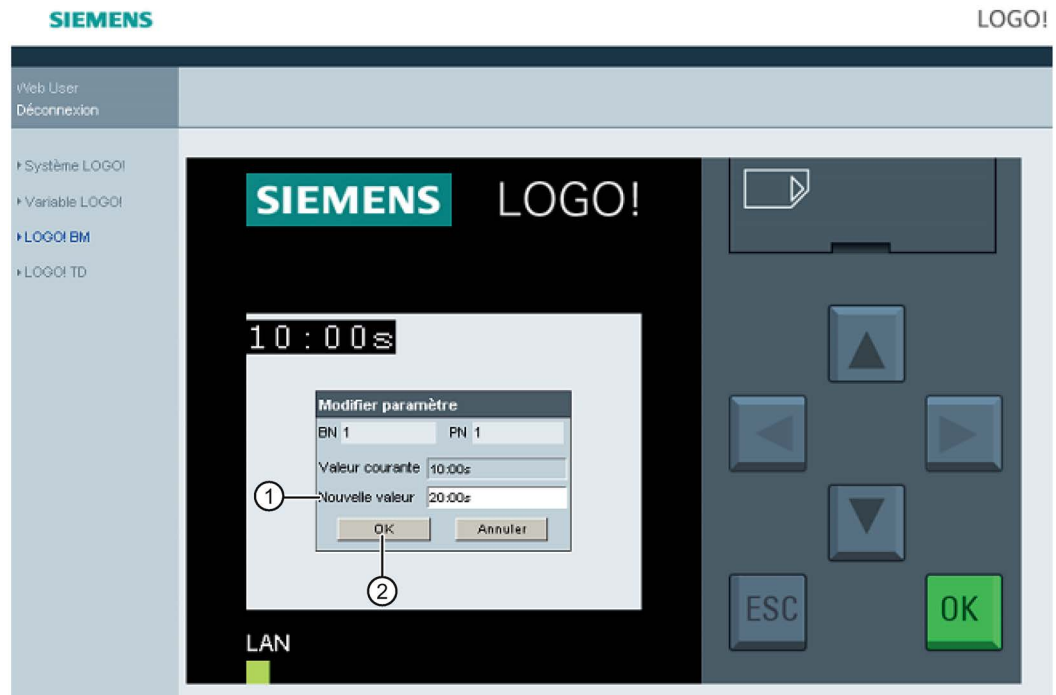 SIEMENS LOGO!
Web User
Déconnexion
Système LOGO!
Variable LOGO!
LOGO! BM
LOGO! TD
SIEMENS LOGO!
10:00s
Modifier paramètre
BN 1 PN 1
Valeur courante 10:00s
1 Nouvelle valeur 20:00s
OK Annuler
2
ESC OK
LAN